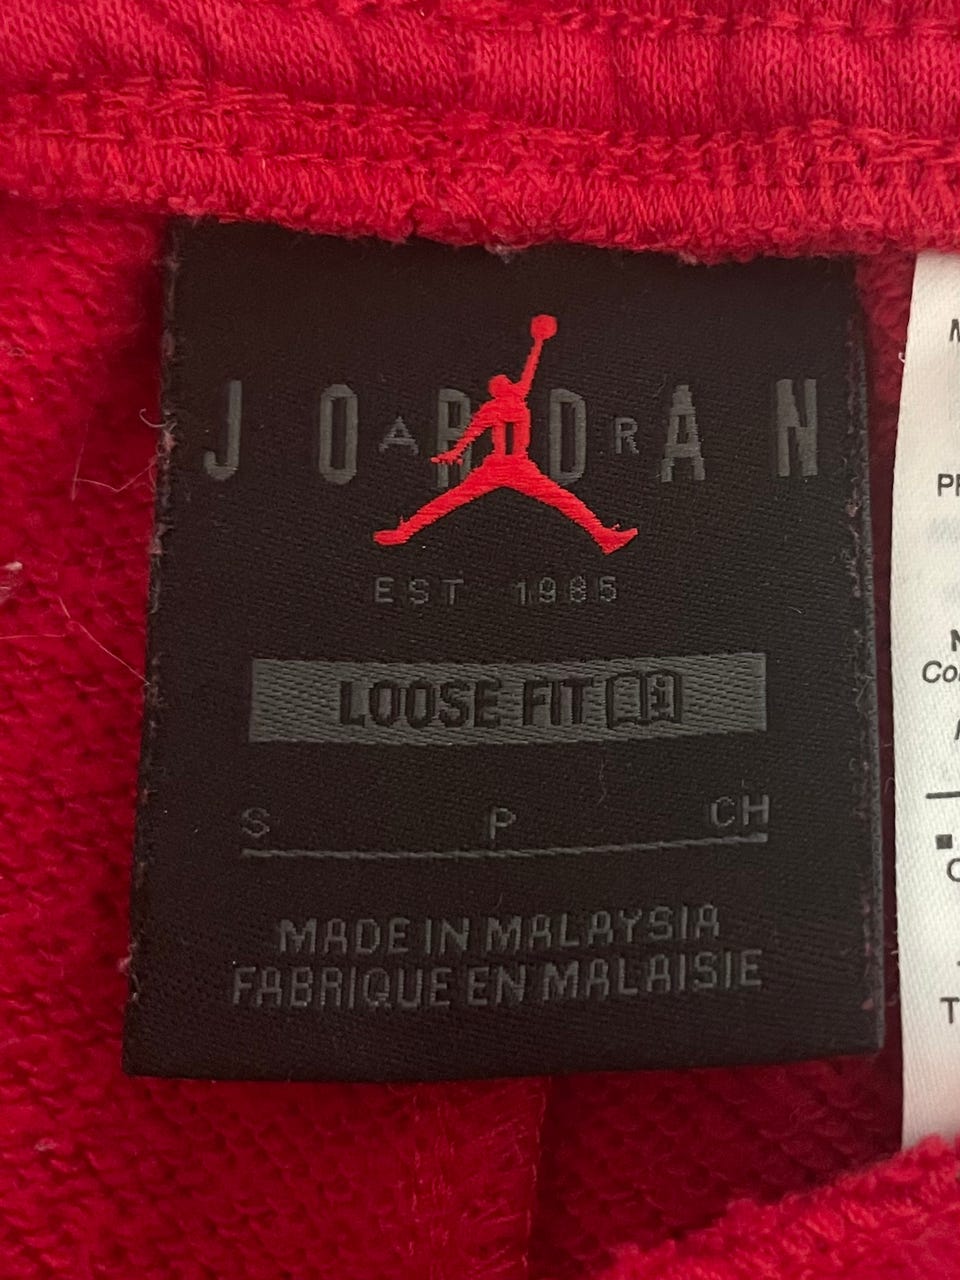 JORDAN
AIR
EST 1985
LOOSE FIT
S P CH
MADE IN MALAYSIA
FABRIQUE EN MALAISIE